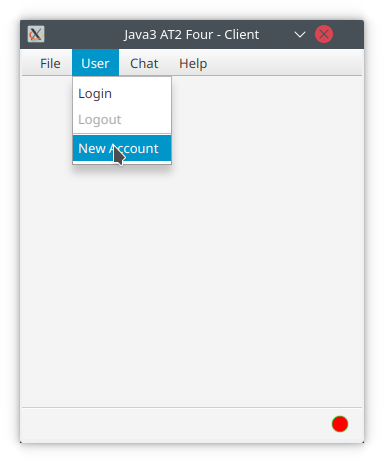 Java3 AT2 Four - Client
File User Chat Help
Login
Logout
New Account